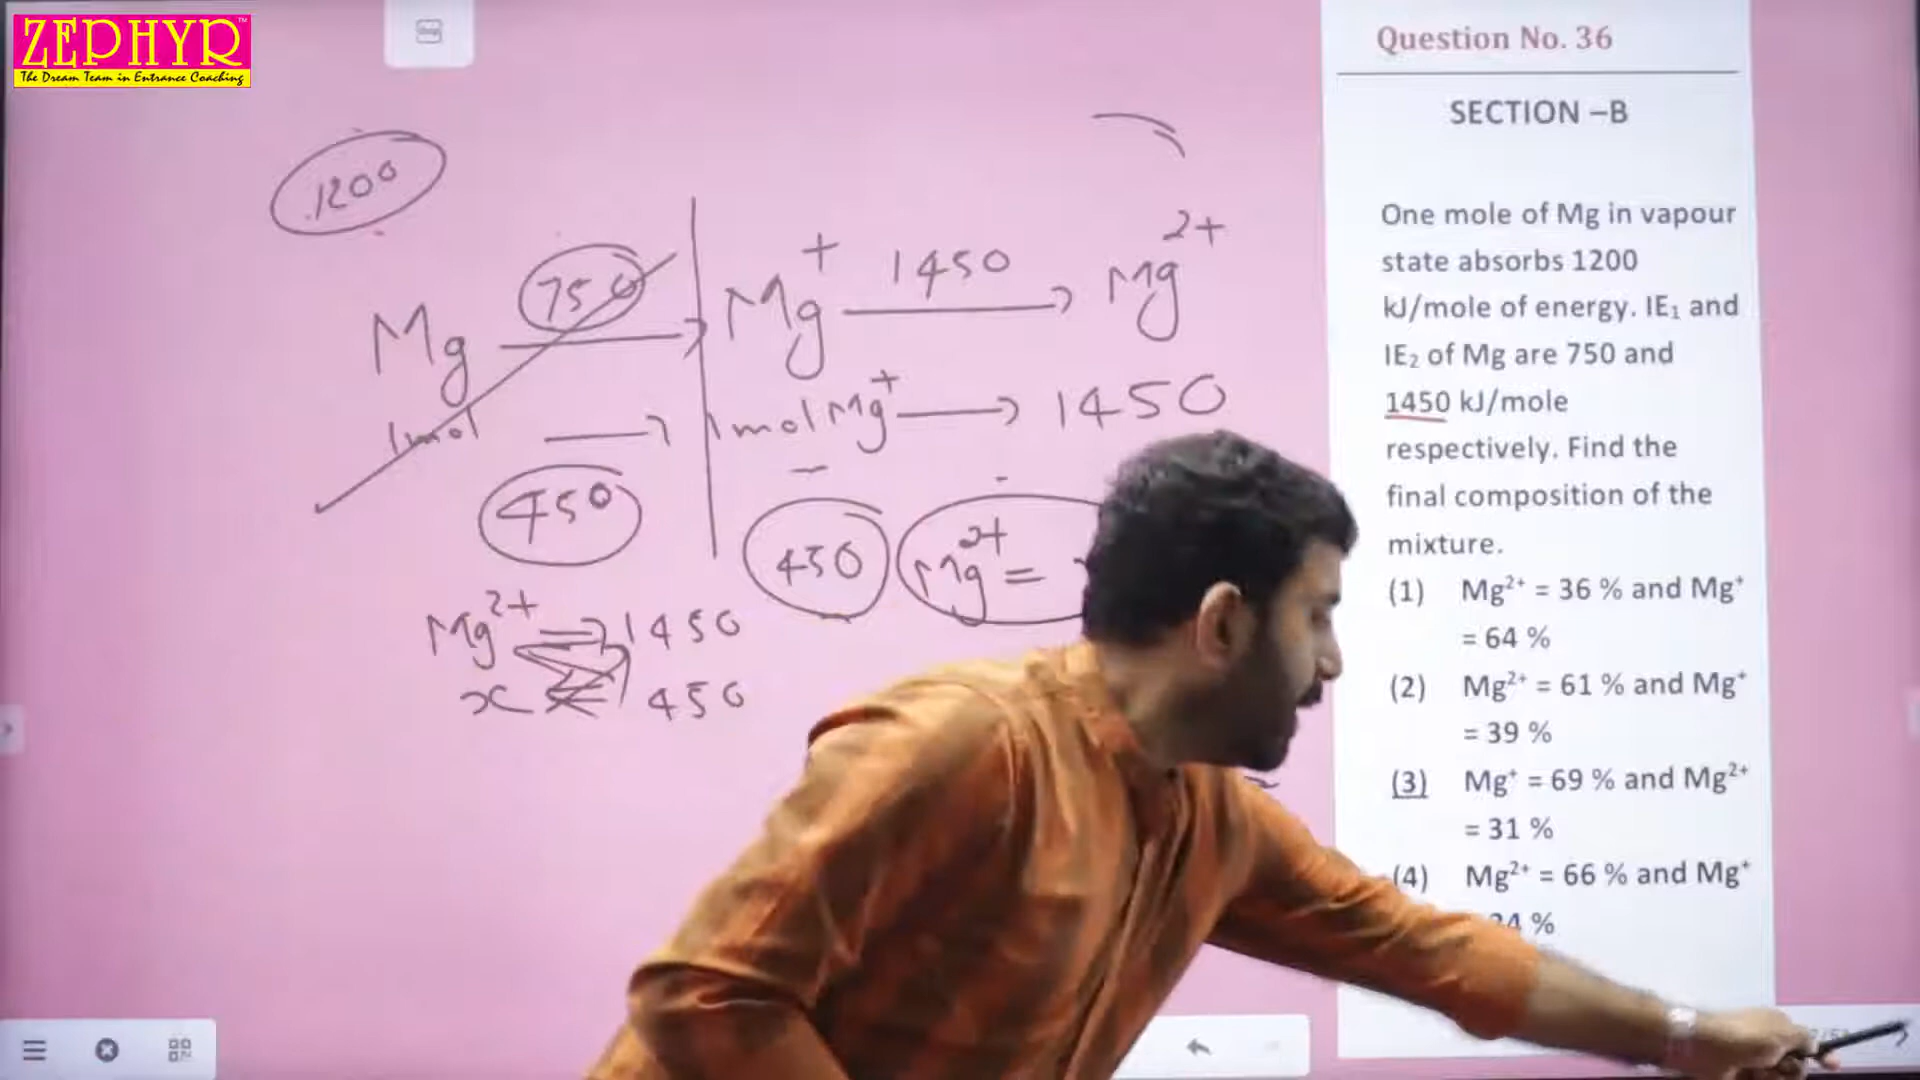 ZEPHYR™
The Dream Team in Entrance Coaching
1200
Mg 750 Mg+ 1450 Mg2+
1mol 1mol Mg+ 1450
450 450 Mg2+ =
Mg2+ 1450
x 450
Question No. 36
SECTION –B
One mole of Mg in vapour
state absorbs 1200
kJ/mole of energy. IE₁ and
IE₂ of Mg are 750 and
1450 kJ/mole
respectively. Find the
final composition of the
mixture.
(1) Mg²⁺ = 36 % and Mg⁺
= 64 %
(2) Mg²⁺ = 61 % and Mg⁺
= 39 %
(3) Mg⁺ = 69 % and Mg²⁺
= 31 %
(4) Mg²⁺ = 66 % and Mg⁺
%